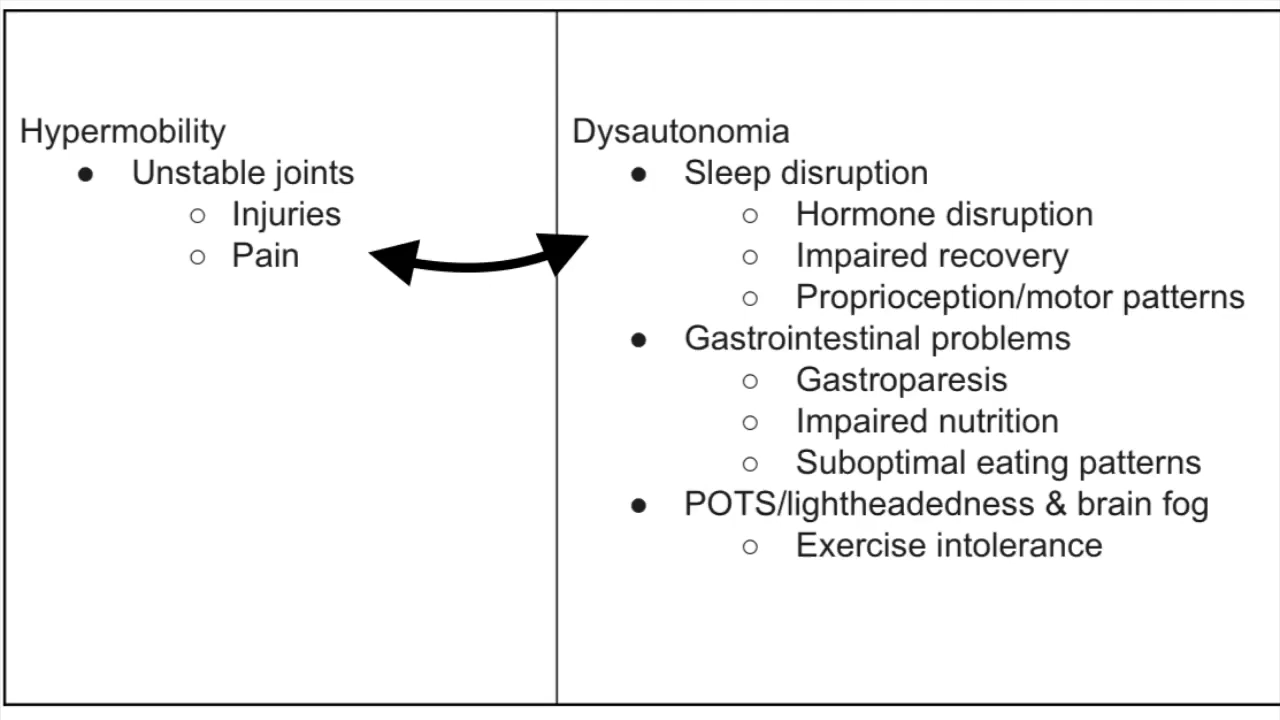 Hypermobility
● Unstable joints
○ Injuries
○ Pain
Dysautonomia
● Sleep disruption
○ Hormone disruption
○ Impaired recovery
○ Proprioception/motor patterns
● Gastrointestinal problems
○ Gastroparesis
○ Impaired nutrition
○ Suboptimal eating patterns
● POTS/lightheadedness & brain fog
○ Exercise intolerance